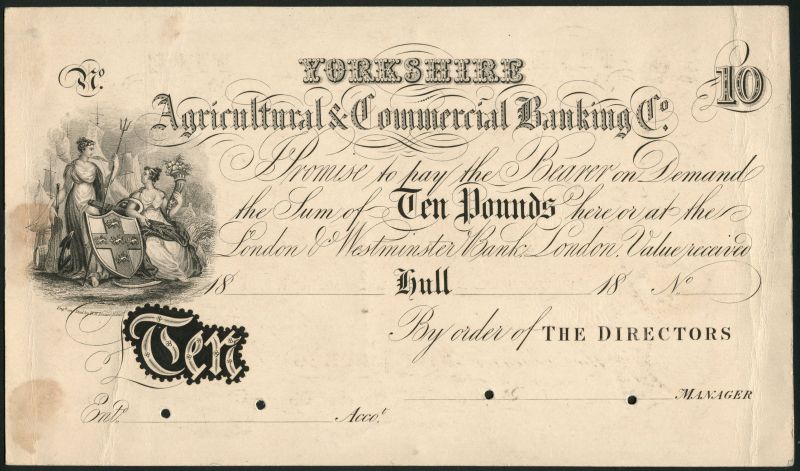 YORKSHIRE
Nº. 10
Agricultural & Commercial Banking Cº.
I Promise to pay the Bearer on Demand
the Sum of Ten Pounds here or at the
London & Westminster Bank, London, Value received
18 Hull 18 Nº
By order of THE DIRECTORS
Ten
MANAGER
Entᵈ. Accoᵗ.